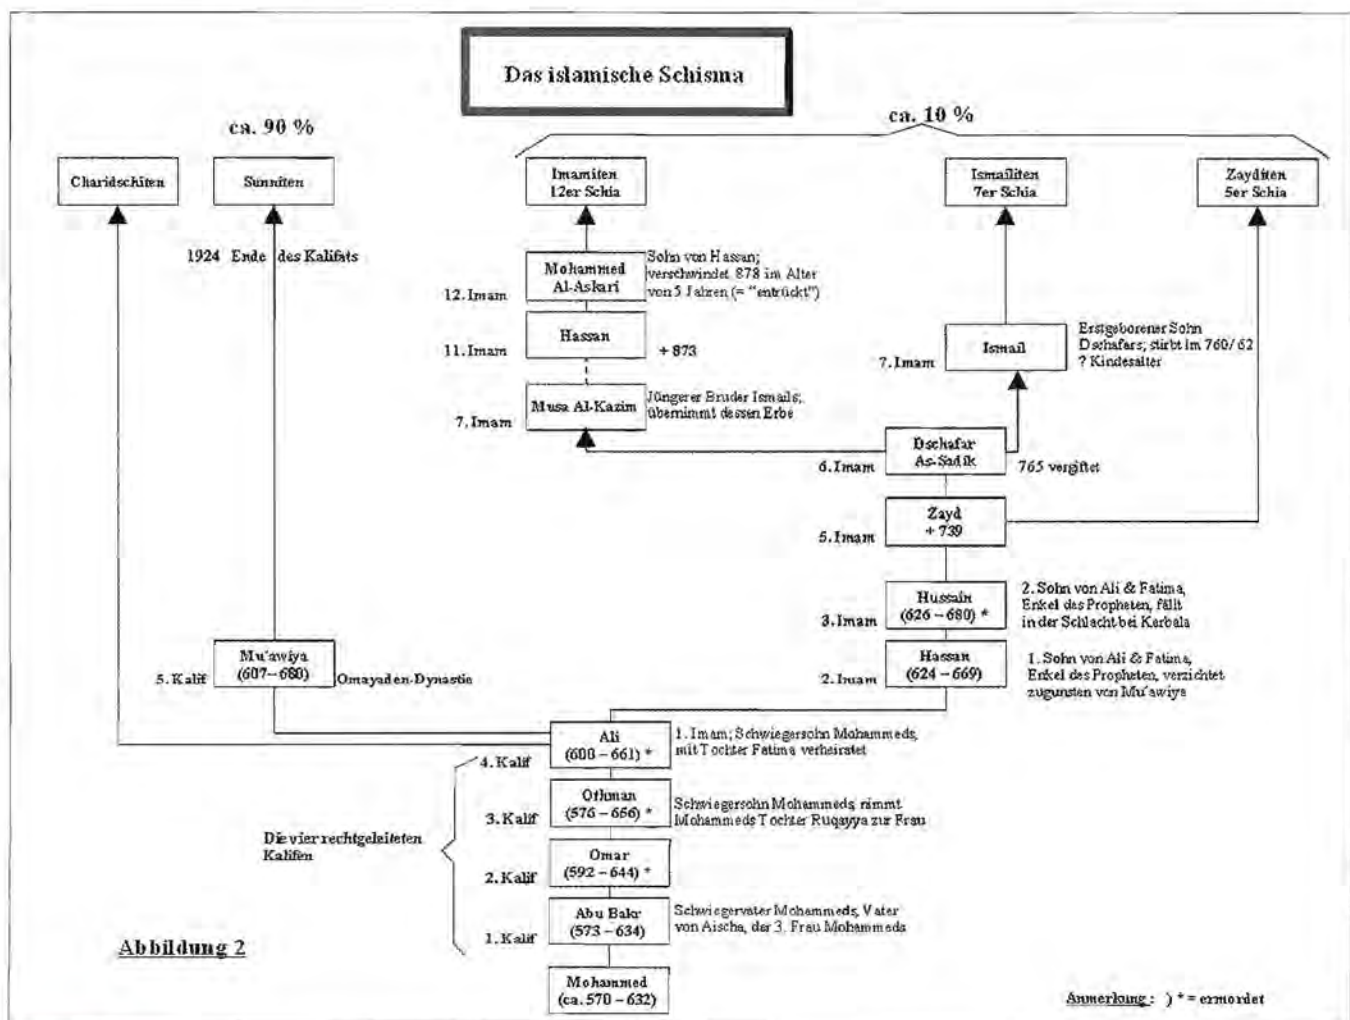 Das islamische Schisma
ca. 90 %
ca. 10 %
Charidschiten
Sunniten
Imamiten
12er Schia
Ismailiten
7er Schia
Zayditen
5er Schia
1924 Ende des Kalifats
Mohammed
Al-Askari
12. Imam
Sohn von Hassan;
verschwindet 878 im Alter
von 5 Jahren (= "entrückt")
Hassan
11. Imam
+ 873
Ismail
7. Imam
Erstgeborener Sohn
Dschafars; stirbt im 760/62
? Kindesalter
Musa Al-Kazim
7. Imam
Jüngerer Bruder Ismails;
übernimmt dessen Erbe
Dschafar
As-Sadik
6. Imam
765 vergiftet
Zayd
+ 739
5. Imam
Hussain
(626 – 680) *
3. Imam
2. Sohn von Ali & Fatima,
Enkel des Propheten, fällt
in der Schlacht bei Kerbala
Mu'awiya
(607 – 680)
5. Kalif
Omayaden-Dynastie
Hassan
(624 – 669)
2. Imam
1. Sohn von Ali & Fatima,
Enkel des Propheten, verzichtet
zugunsten von Mu'awiya
Ali
(600 – 661) *
4. Kalif
1. Imam; Schwiegersohn Mohammeds,
mit Tochter Fatima verheiratet
Othman
(576 – 656) *
3. Kalif
Schwiegersohn Mohammeds, nimmt
Mohammeds Tochter Ruqayya zur Frau
Die vier rechtgeleiteten
Kalifen
Omar
(592 – 644) *
2. Kalif
Abu Bakr
(573 – 634)
1. Kalif
Schwiegervater Mohammeds, Vater
von Aischa, der 3. Frau Mohammeds
Abbildung 2
Mohammed
(ca. 570 – 632)
Anmerkung : ) * = ermordet